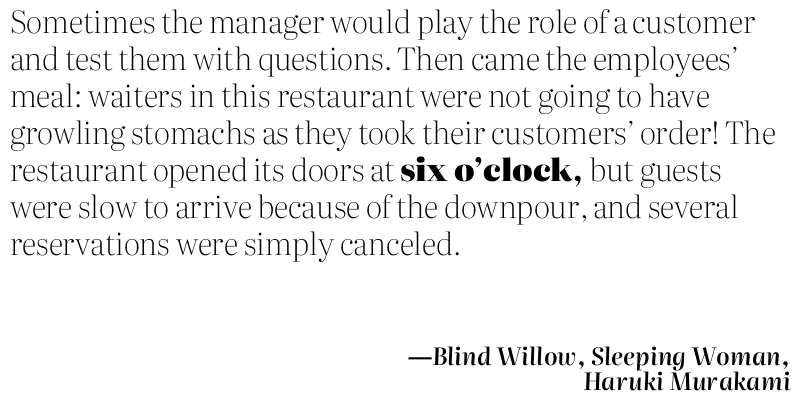 Sometimes the manager would play the role of a customer
and test them with questions. Then came the employees’
meal: waiters in this restaurant were not going to have
growling stomachs as they took their customers’ order! The
restaurant opened its doors at six o’clock, but guests
were slow to arrive because of the downpour, and several
reservations were simply canceled.
—Blind Willow, Sleeping Woman,
Haruki Murakami